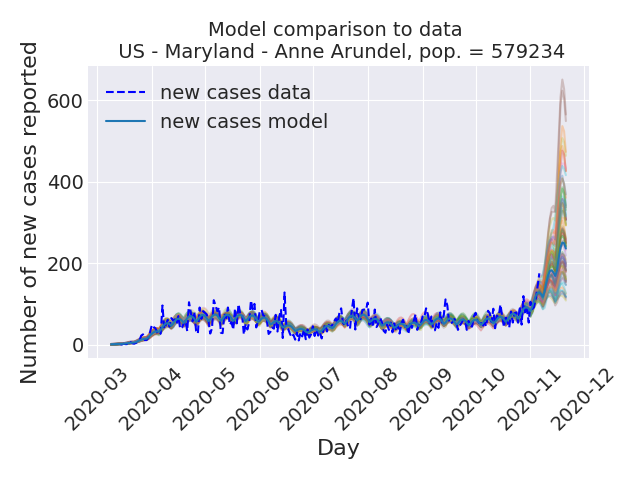 Model comparison to data
US - Maryland - Anne Arundel, pop. = 579234
Number of new cases reported
600
400
200
0
new cases data
new cases model
2020-03
2020-04
2020-05
2020-06
2020-07
2020-08
2020-09
2020-10
2020-11
2020-12
Day